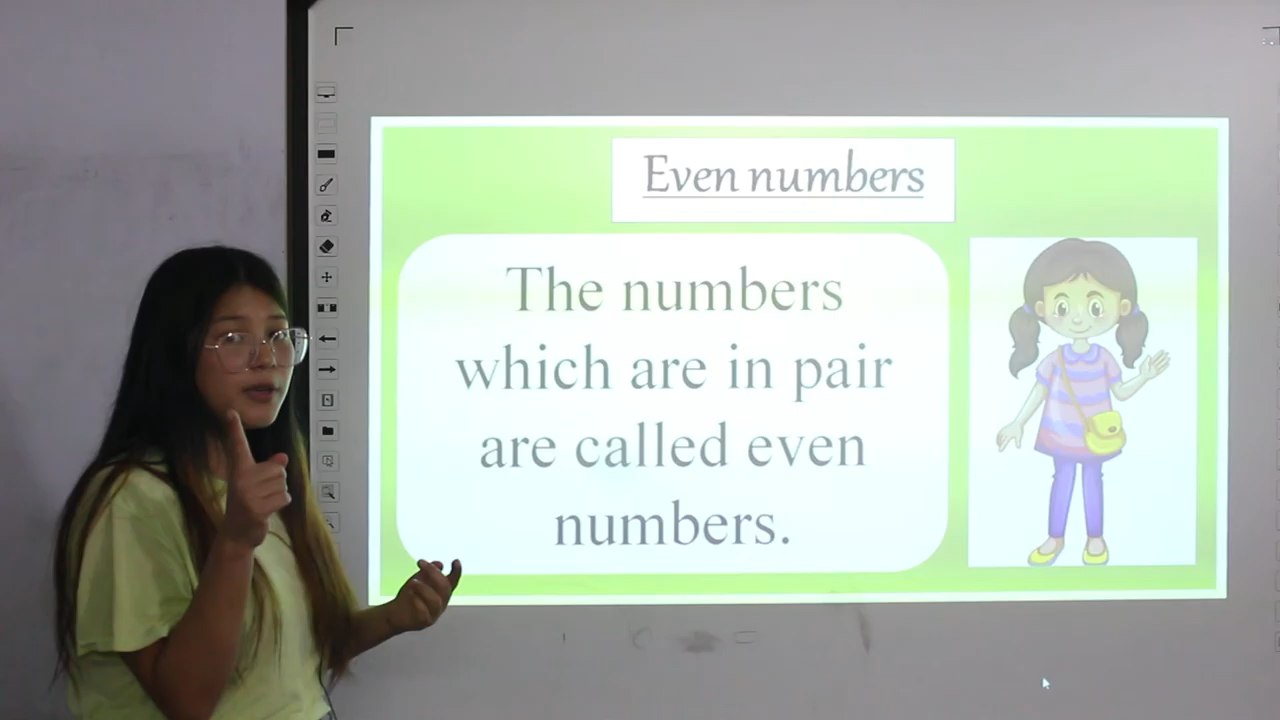 Even numbers
The numbers
which are in pair
are called even
numbers.